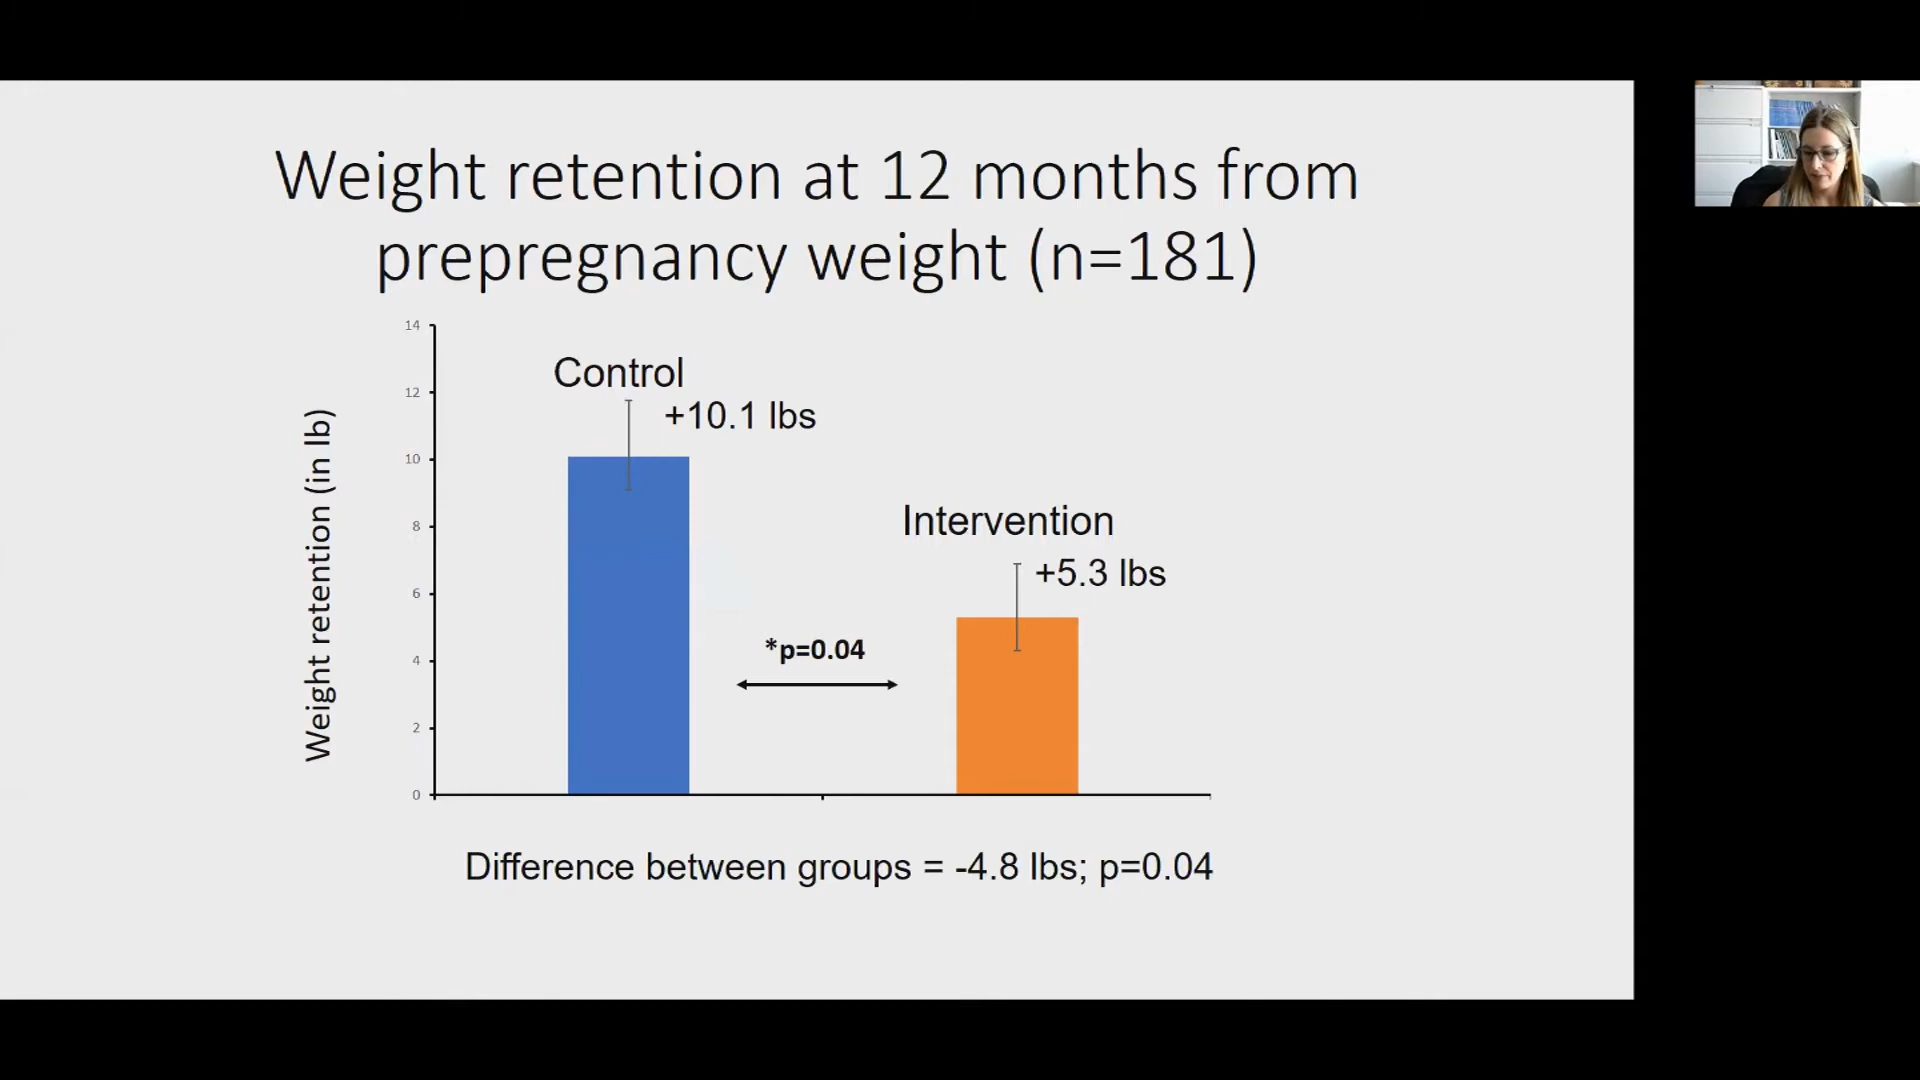 Weight retention at 12 months from
prepregnancy weight (n=181)
14
12
10
8
6
4
2
0
Weight retention (in lb)
Control
+10.1 lbs
Intervention
+5.3 lbs
*p=0.04
Difference between groups = -4.8 lbs; p=0.04